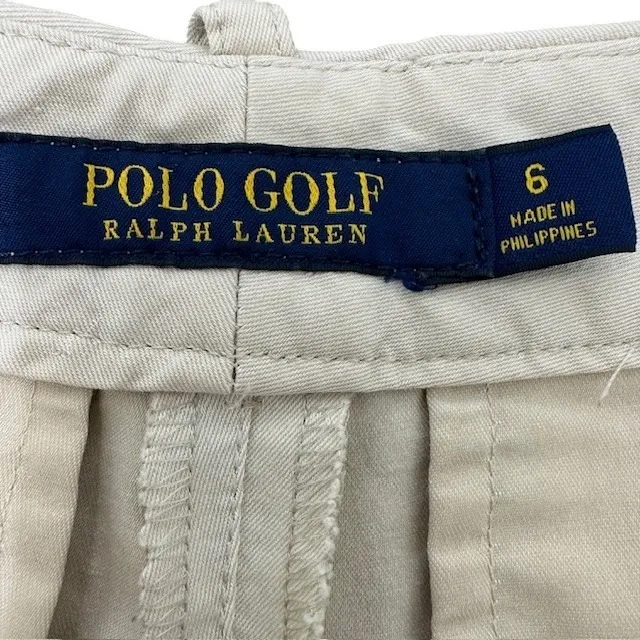 POLO GOLF
RALPH LAUREN
6
MADE IN
PHILIPPINES